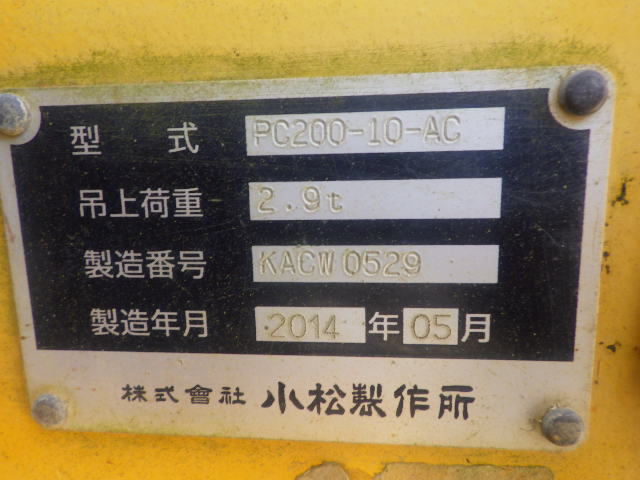 型式 PC200-10-AC
吊上荷重 2.9t
製造番号 KACW0529
製造年月 2014年05月
株式會社 小松製作所